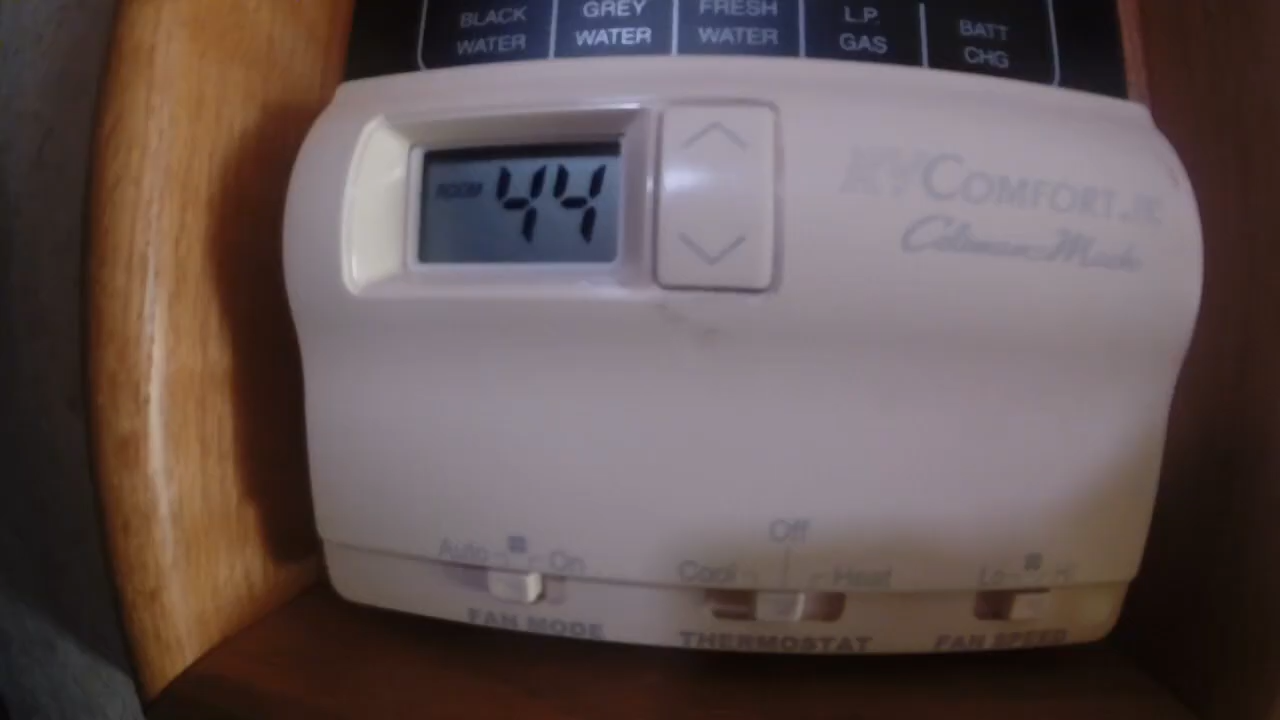 BLACK
WATER
GREY
WATER
FRESH
WATER
L.P.
GAS
BATT
CHG
ROOM 44
RVCOMFORT.JR
Coleman-Mach
Off
Auto On
Cool Heat
Lo Hi
FAN MODE
THERMOSTAT
FAN SPEED